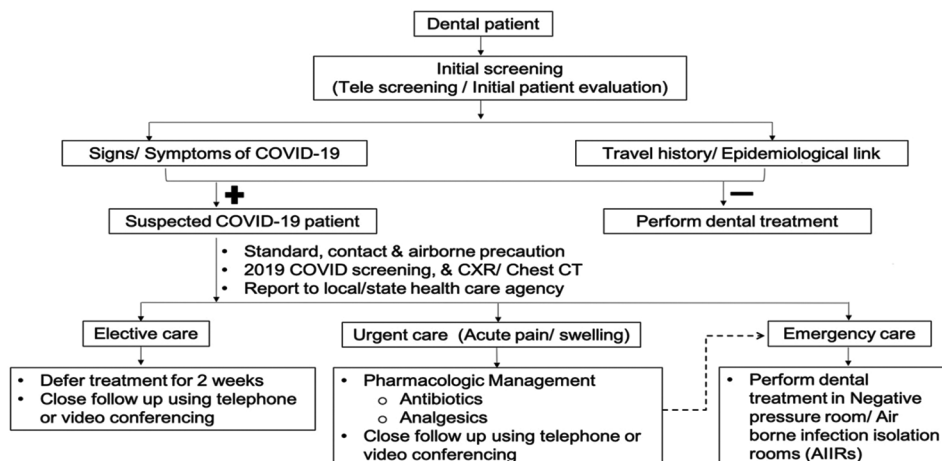 Dental patient
Initial screening
(Tele screening / Initial patient evaluation)
Signs/ Symptoms of COVID-19
Travel history/ Epidemiological link
+
−
Suspected COVID-19 patient
Perform dental treatment
• Standard, contact & airborne precaution
• 2019 COVID screening, & CXR/ Chest CT
• Report to local/state health care agency
Elective care
Urgent care (Acute pain/ swelling)
Emergency care
• Defer treatment for 2 weeks
• Close follow up using telephone
or video conferencing
• Pharmacologic Management
o Antibiotics
o Analgesics
• Close follow up using telephone or
video conferencing
• Perform dental
treatment in Negative
pressure room/ Air
borne infection isolation
rooms (AIIRs)